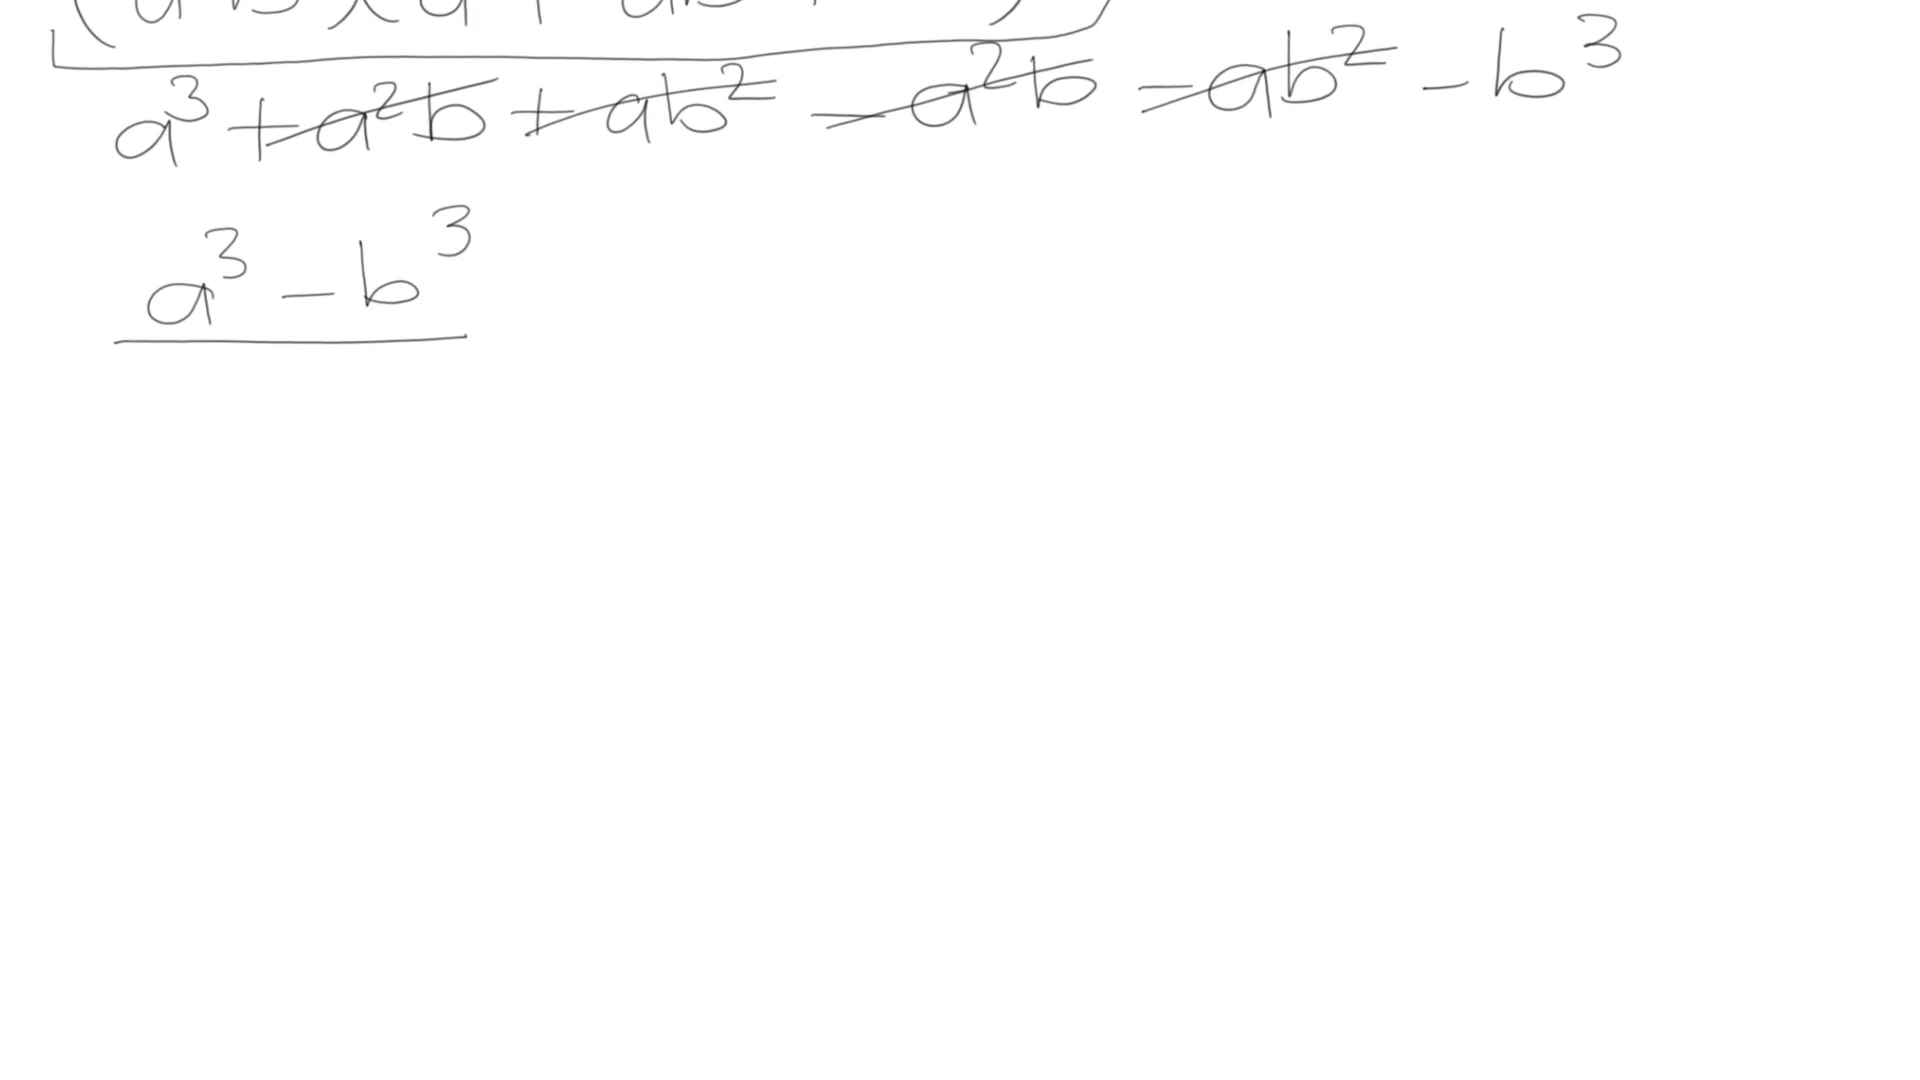 a³ + a²b + ab² - a²b - ab² - b³
a³ - b³